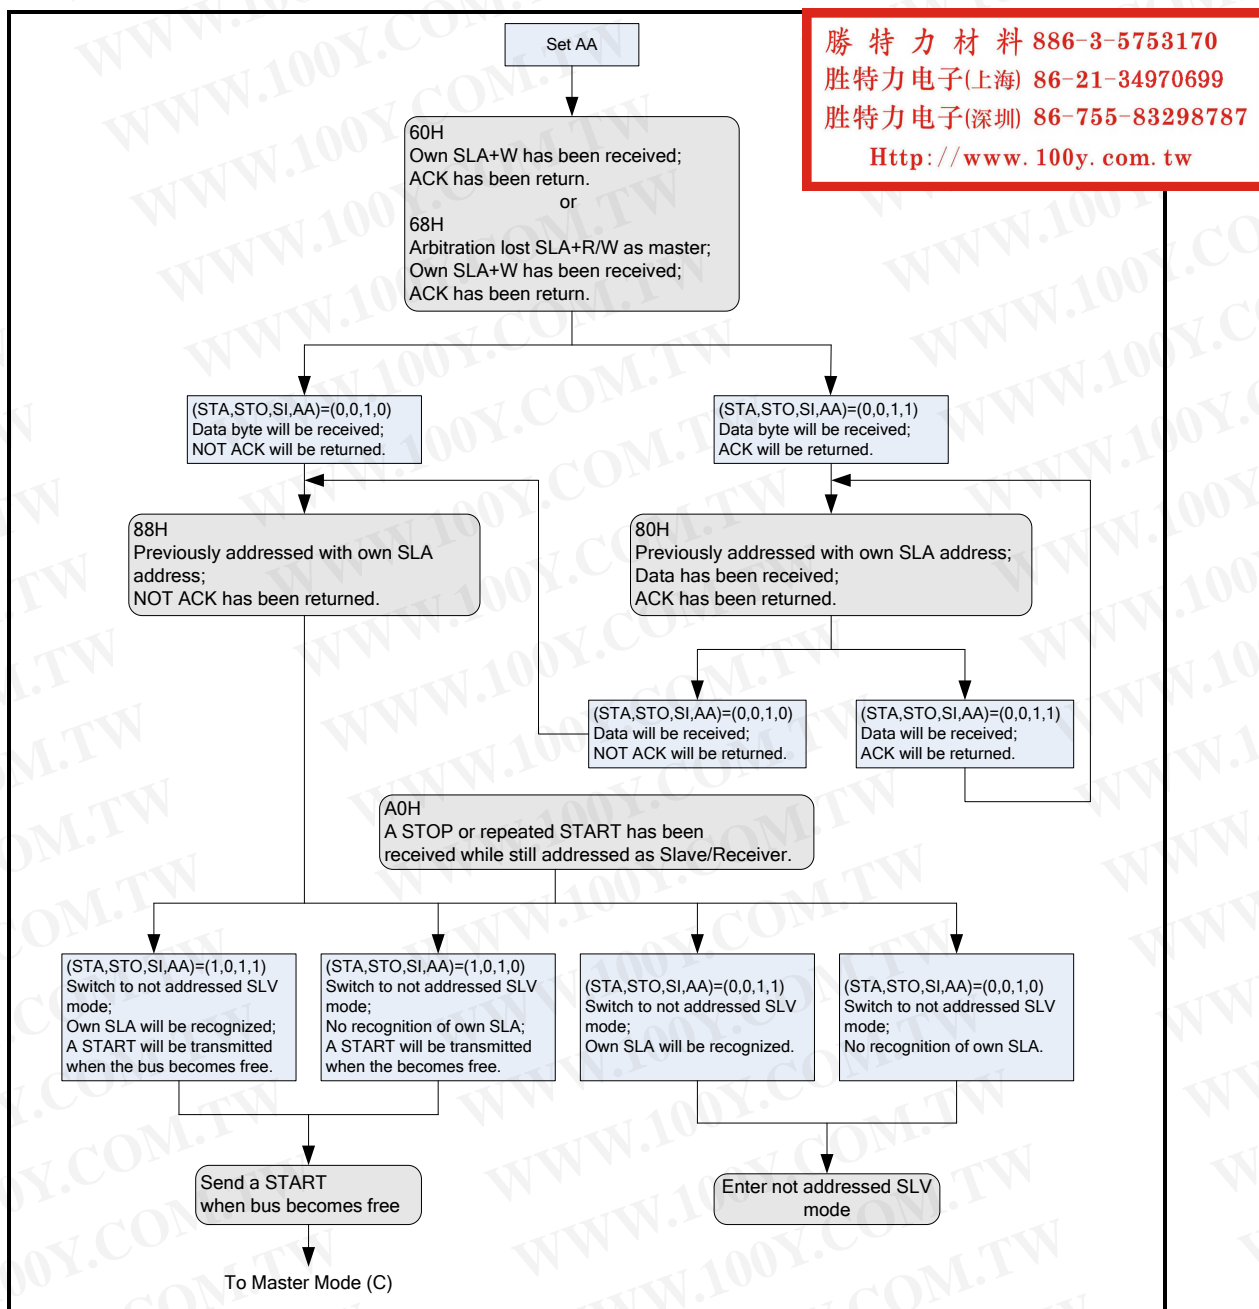 Set AA
勝特力材料 886-3-5753170
胜特力电子(上海) 86-21-34970699
胜特力电子(深圳) 86-755-83298787
Http://www.100y.com.tw
60H
Own SLA+W has been received;
ACK has been return.
or
68H
Arbitration lost SLA+R/W as master;
Own SLA+W has been received;
ACK has been return.
(STA,STO,SI,AA)=(0,0,1,0)
Data byte will be received;
NOT ACK will be returned.
(STA,STO,SI,AA)=(0,0,1,1)
Data byte will be received;
ACK will be returned.
88H
Previously addressed with own SLA
address;
NOT ACK has been returned.
80H
Previously addressed with own SLA address;
Data has been received;
ACK has been returned.
(STA,STO,SI,AA)=(0,0,1,0)
Data will be received;
NOT ACK will be returned.
(STA,STO,SI,AA)=(0,0,1,1)
Data will be received;
ACK will be returned.
A0H
A STOP or repeated START has been
received while still addressed as Slave/Receiver.
(STA,STO,SI,AA)=(1,0,1,1)
Switch to not addressed SLV
mode;
Own SLA will be recognized;
A START will be transmitted
when the bus becomes free.
(STA,STO,SI,AA)=(1,0,1,0)
Switch to not addressed SLV
mode;
No recognition of own SLA;
A START will be transmitted
when the becomes free.
(STA,STO,SI,AA)=(0,0,1,1)
Switch to not addressed SLV
mode;
Own SLA will be recognized.
(STA,STO,SI,AA)=(0,0,1,0)
Switch to not addressed SLV
mode;
No recognition of own SLA.
Send a START
when bus becomes free
Enter not addressed SLV
mode
To Master Mode (C)
WWW.100Y.COM.TW